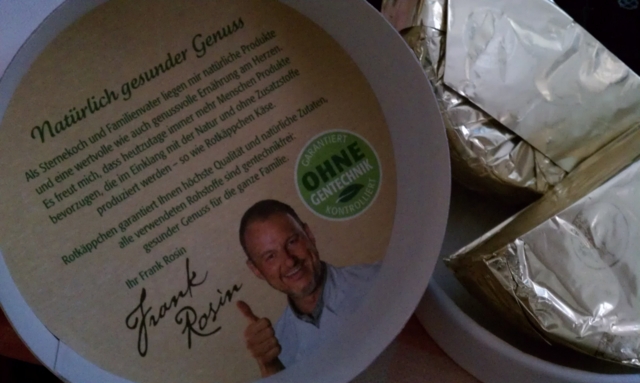 Natürlich gesunder Genuss
Als Sternekoch und Familienvater liegen mir natürliche Produkte
und eine wertvolle wie auch genussvolle Ernährung am Herzen.
Es freut mich, dass heutzutage immer mehr Menschen Produkte
bevorzugen, die im Einklang mit der Natur und ohne Zusatzstoffe
produziert werden – so wie Rotkäppchen Käse.
Rotkäppchen garantiert Ihnen höchste Qualität und natürliche Zutaten,
alle verwendeten Rohstoffe sind gentechnikfrei:
gesunder Genuss für die ganze Familie.
Ihr Frank Rosin
Frank
Rosin
GARANTIERT
OHNE
GENTECHNIK
KONTROLLIERT